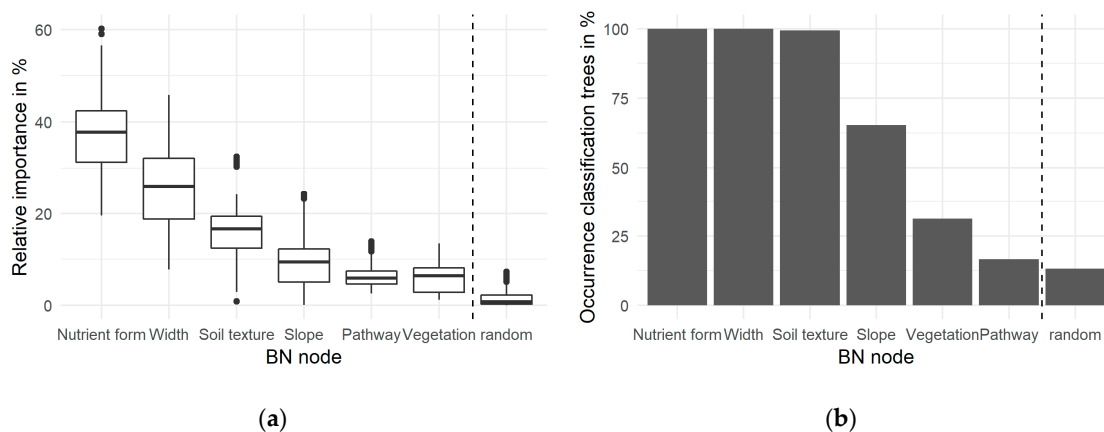 Relative importance in %
60
40
20
0
Nutrient form Width Soil texture Slope Pathway Vegetation random
BN node
(a)
Occurrence classification trees in %
100
75
50
25
0
Nutrient form Width Soil texture Slope Vegetation Pathway random
BN node
(b)